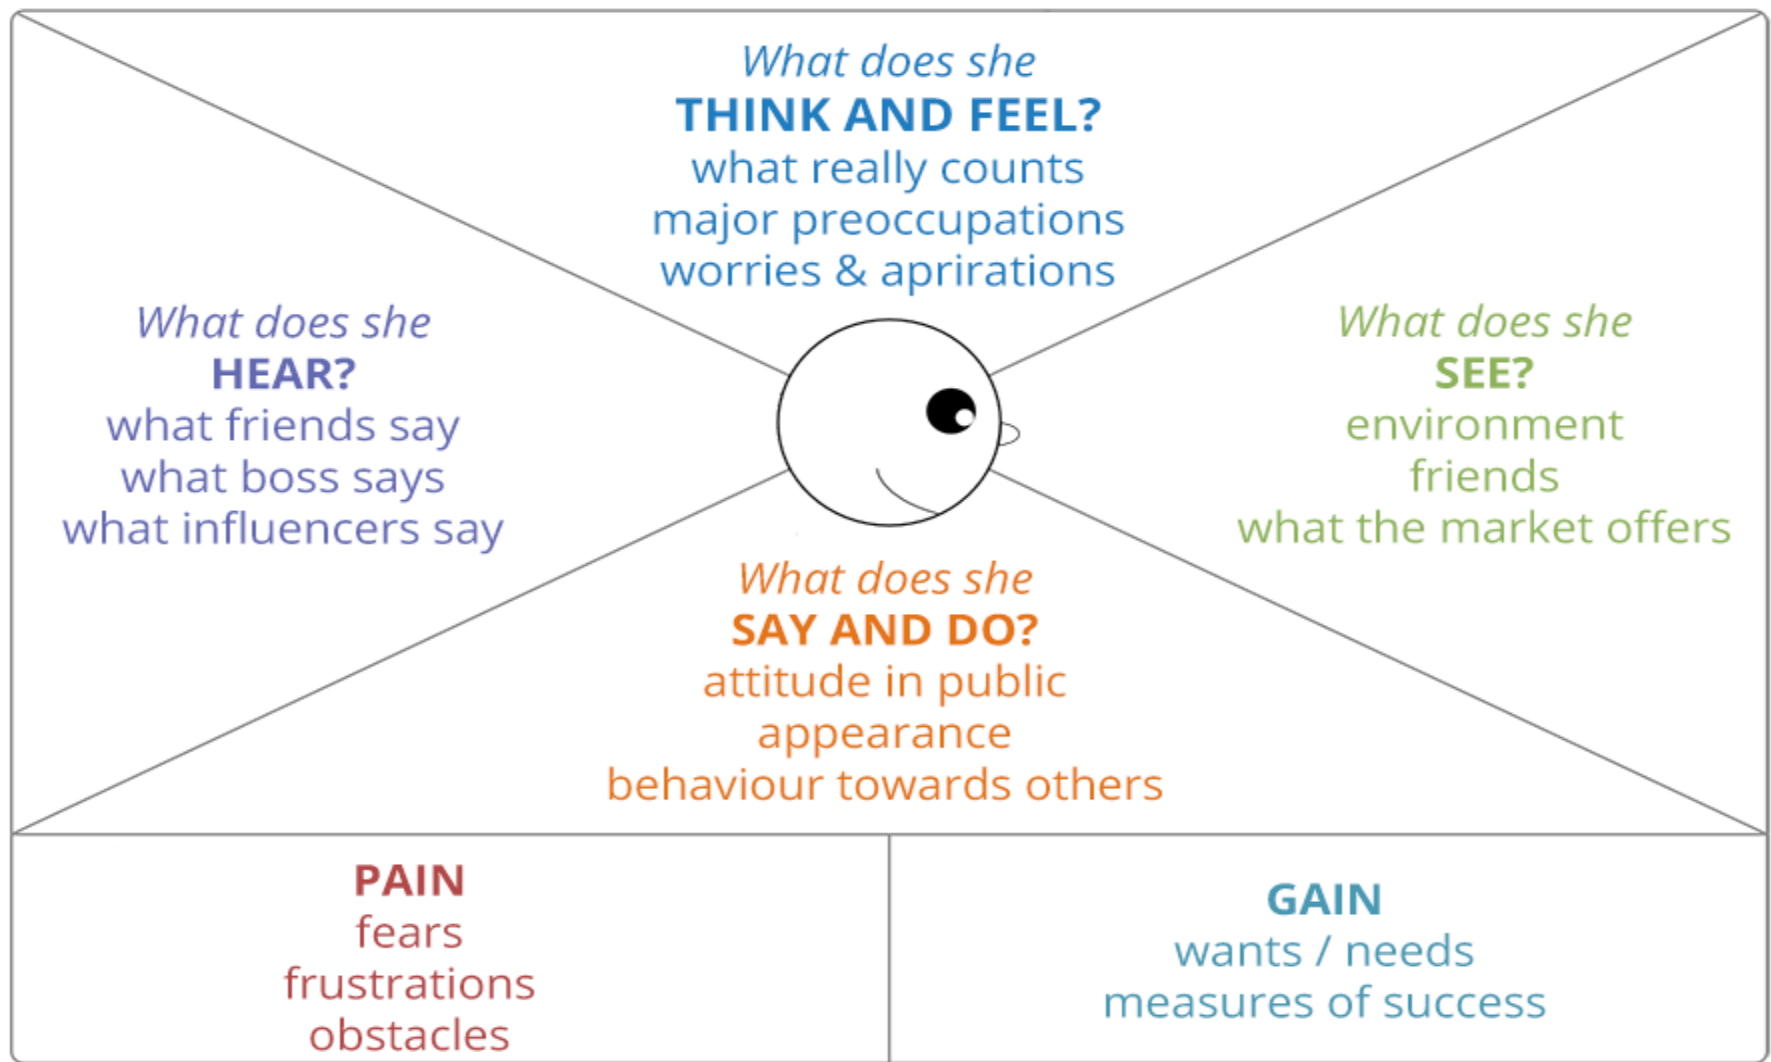 What does she
THINK AND FEEL?
what really counts
major preoccupations
worries & aprirations
What does she
HEAR?
what friends say
what boss says
what influencers say
What does she
SEE?
environment
friends
what the market offers
What does she
SAY AND DO?
attitude in public
appearance
behaviour towards others
PAIN
fears
frustrations
obstacles
GAIN
wants / needs
measures of success